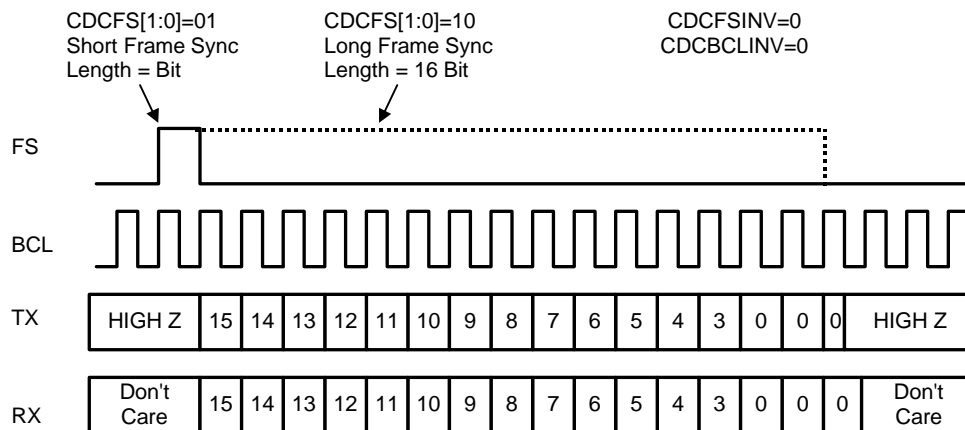 CDCFS[1:0]=01
Short Frame Sync
Length = Bit
CDCFS[1:0]=10
Long Frame Sync
Length = 16 Bit
CDCFSINV=0
CDCBCLINV=0
FS
BCL
TX
HIGH Z 15 14 13 12 11 10 9 8 7 6 5 4 3 0 0 0 HIGH Z
RX
Don't
Care
15 14 13 12 11 10 9 8 7 6 5 4 3 0 0 0
Don't
Care